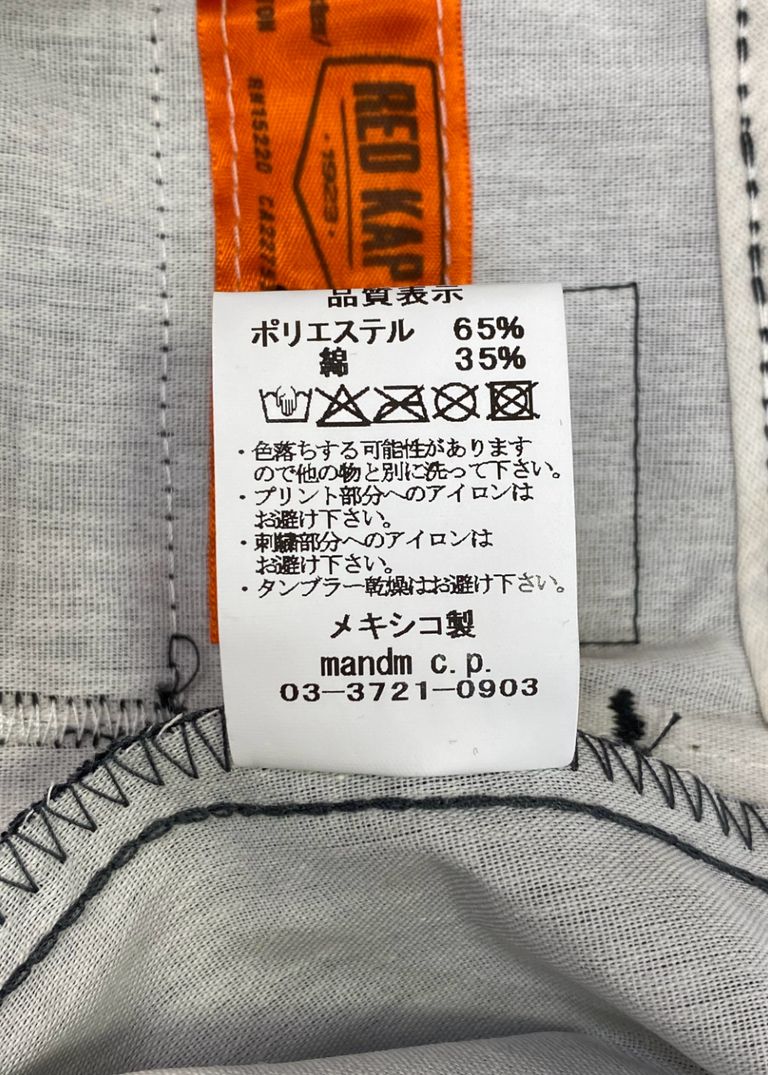 RED KAP
·1923·
RN15220 CA2275
品質表示
ポリエステル 65%
綿 35%
・色落ちする可能性があります
ので他の物と別に洗って下さい。
・プリント部分へのアイロンは
お避け下さい。
・刺繍部分へのアイロンは
お避け下さい。
・タンブラー乾燥はお避け下さい。
メキシコ製
mandm c.p.
03-3721-0903